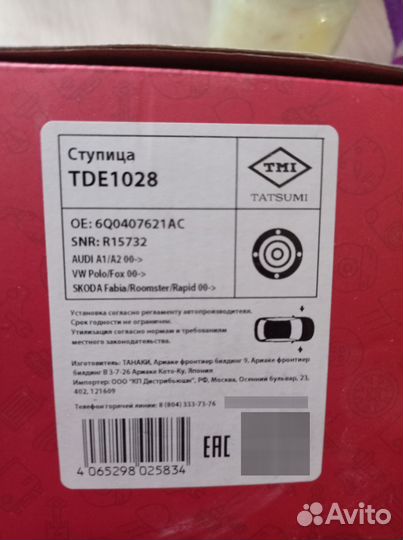 Ступица
TDE1028
TMI
TATSUMI
OE: 6Q0407621AC
SNR: R15732
AUDI A1/A2 00->
VW Polo/Fox 00->
SKODA Fabia/Roomster/Rapid 00->
Установка согласно регламенту автопроизводителя.
Срок годности не ограничен.
Утилизация согласно нормам и требованиям
местного законодательства.
Изготовитель: ТАНАКИ, Ариаке фронтиер билдинг 9, Ариаке фронтиер
билдинг В 3-7-26 Ариаке Кото-Ку, Япония
Импортер: ООО "КП Дистрибьюшн", РФ, Москва, Осенний бульвар, 23,
402, 121609
Телефон горячей линии: 8 (804) 333-73-76
4 065298 025834
EAC
Avito